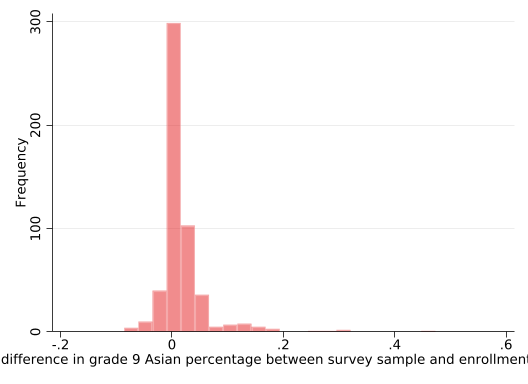 300
200
100
0
Frequency
-.2 0 .2 .4 .6
difference in grade 9 Asian percentage between survey sample and enrollment